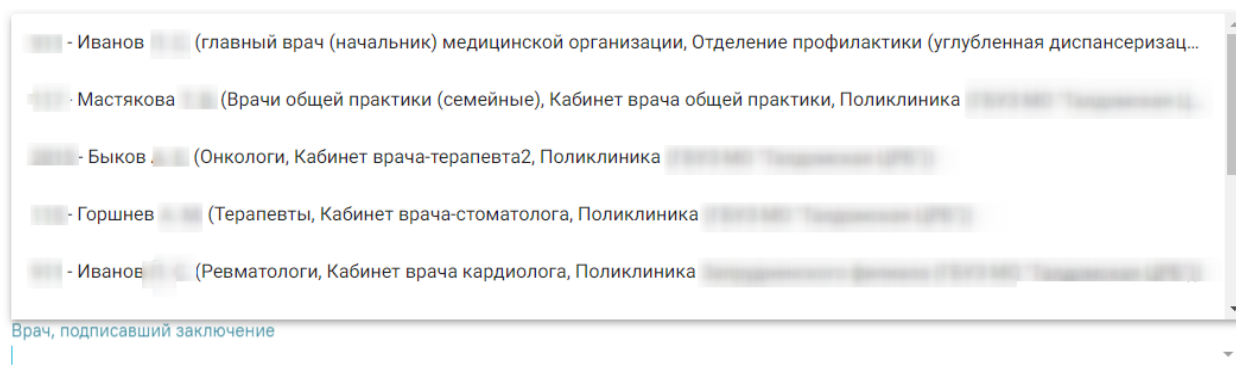 - Иванов (главный врач (начальник) медицинской организации, Отделение профилактики (углубленная диспансеризац...
- Мастякова (Врачи общей практики (семейные), Кабинет врача общей практики, Поликлиника
- Быков (Онкологи, Кабинет врача-терапевта2, Поликлиника
- Горшнев (Терапевты, Кабинет врача-стоматолога, Поликлиника
- Иванов (Ревматологи, Кабинет врача кардиолога, Поликлиника
Врач, подписавший заключение